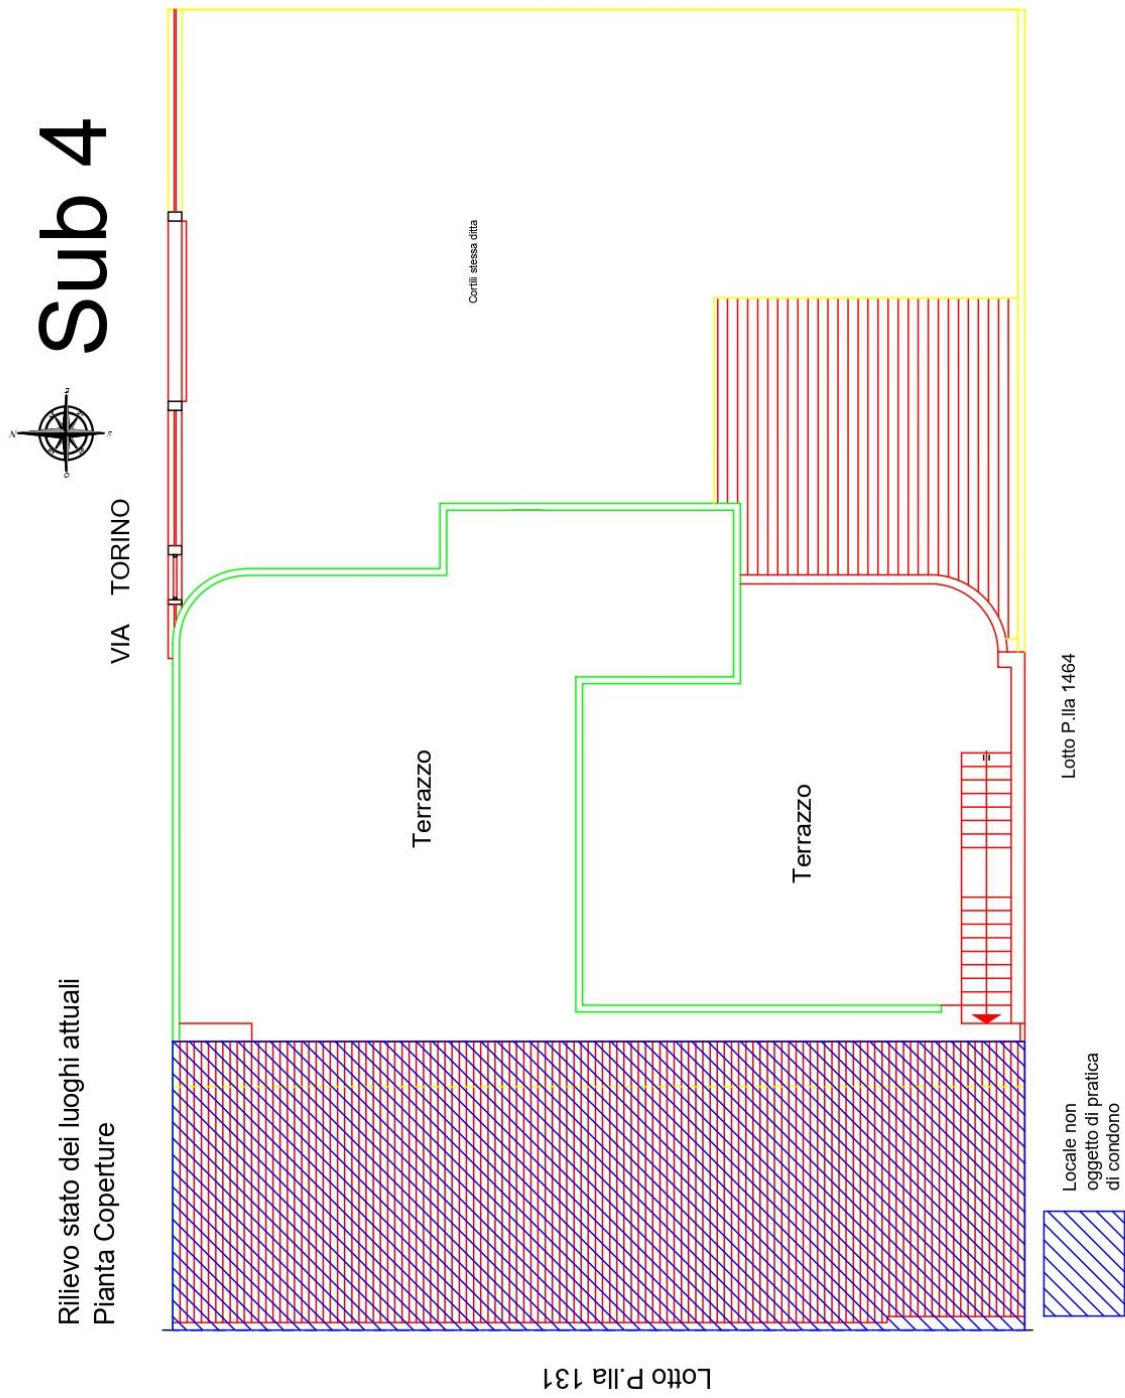 Rilievo stato dei luoghi attuali
Pianta Coperture
Sub 4
VIA TORINO
N
E
S
O
Cortili stessa ditta
Terrazzo
Terrazzo
Lotto P.lla 1464
Lotto P.lla 131
Locale non
oggetto di pratica
di condono